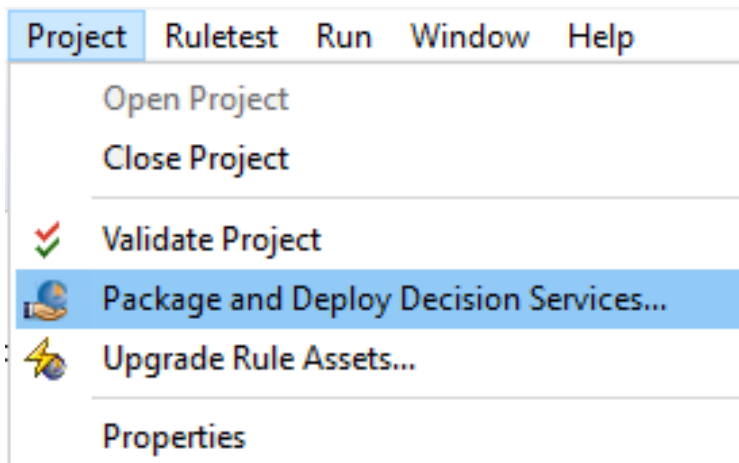 Project Ruletest Run Window Help
Open Project
Close Project
Validate Project
Package and Deploy Decision Services...
Upgrade Rule Assets...
Properties